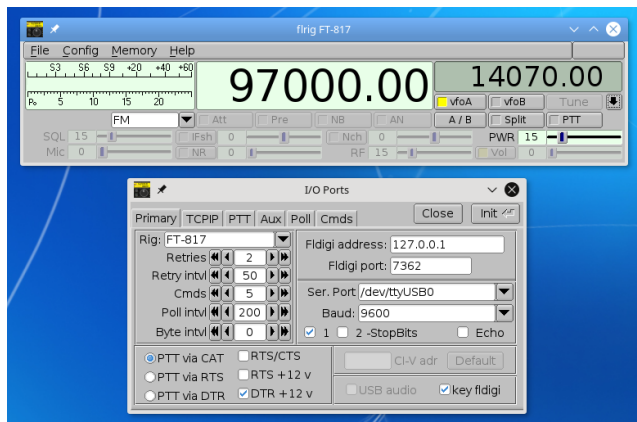 flrig FT-817
File Config Memory Help
S3 S6 S9 +20 +40 +60
Po 5 10 15 20
97000.00
14070.00
vfoA vfoB Tune
FM Att Pre NB AN A / B Split PTT
SQL 15 IFsh 0 Nch 0 PWR 15
Mic 0 NR 0 RF 15 Vol 0
I/O Ports
Primary TCPIP PTT Aux Poll Cmds Close Init
Rig: FT-817
Retries 2
Retry intvl 50
Cmds 5
Poll intvl 200
Byte intvl 0
Fldigi address: 127.0.0.1
Fldigi port: 7362
Ser. Port /dev/ttyUSB0
Baud: 9600
1 2 -StopBits Echo
PTT via CAT RTS/CTS
PTT via RTS RTS +12 v
PTT via DTR DTR +12 v
CI-V adr Default
USB audio key fldigi